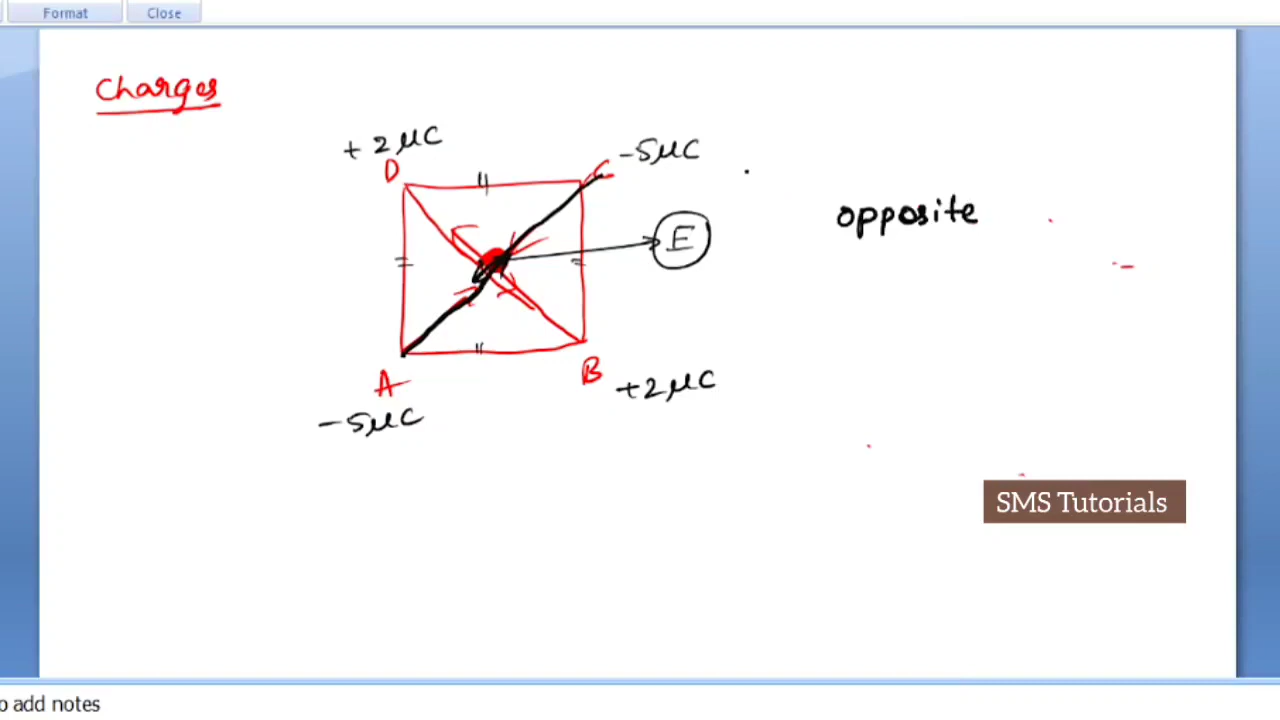 Format Close
Charges
+2μC
D
C -5μC
opposite
E
A
B
+2μC
-5μC
SMS Tutorials
o add notes